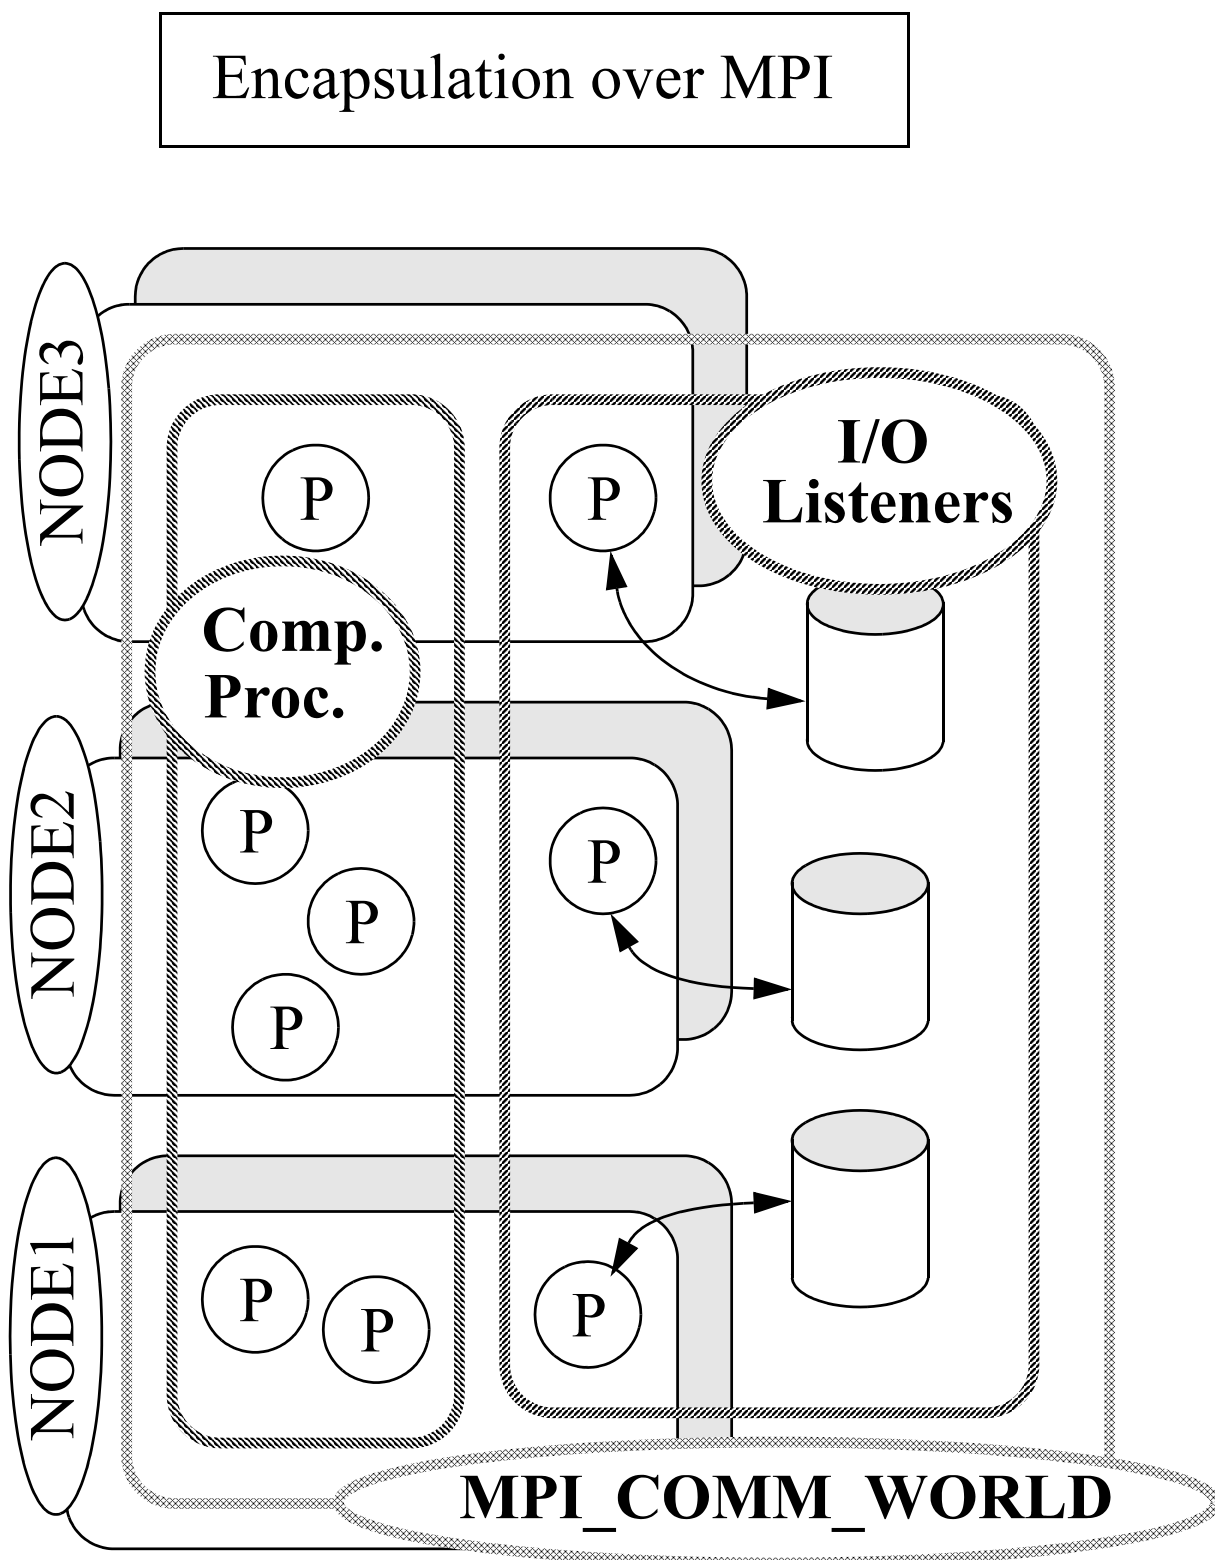 Encapsulation over MPI
NODE3
P
P
I/O
Listeners
Comp.
Proc.
NODE2
P
P
P
P
NODE1
P
P
P
MPI_COMM_WORLD